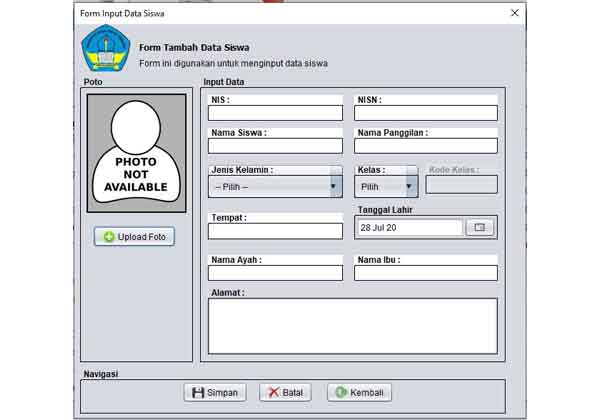 Form Input Data Siswa
Form Tambah Data Siswa
Form ini digunakan untuk menginput data siswa
Poto
Input Data
PHOTO
NOT
AVAILABLE
Upload Foto
NIS :
NISN :
Nama Siswa :
Nama Panggilan :
Jenis Kelamin :
Kelas :
Kode Kelas :
-- Pilih --
Pilih
Tempat :
Tanggal Lahir
28 Jul 20
Nama Ayah :
Nama Ibu :
Alamat :
Navigasi
Simpan
Batal
Kembali